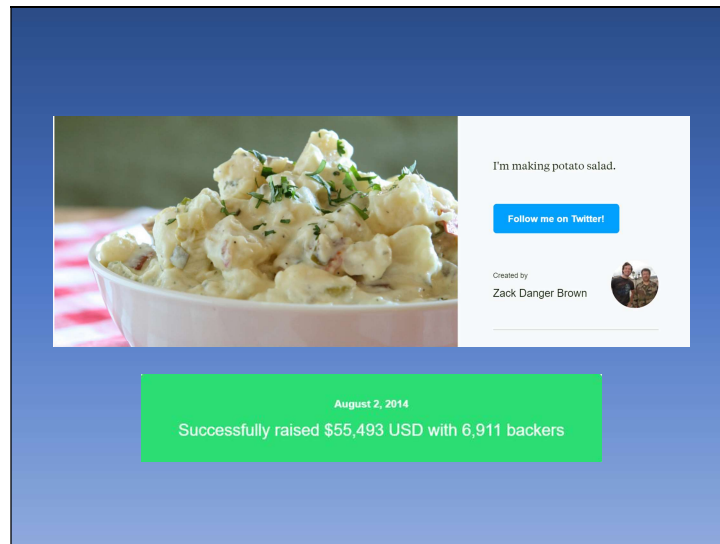 I'm making potato salad.
Follow me on Twitter!
Created by
Zack Danger Brown
August 2, 2014
Successfully raised $55,493 USD with 6,911 backers